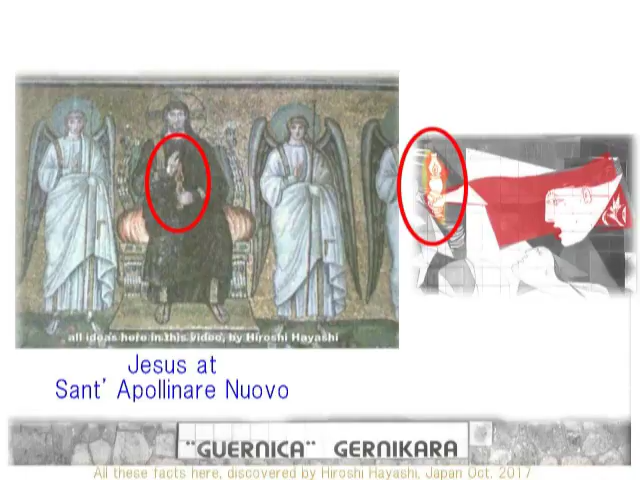 all ideas here in this video, by Hiroshi Hayashi
Jesus at
Sant' Apollinare Nuovo
"GUERNICA" GERNIKARA
All these facts here, discovered by Hiroshi Hayashi, Japan Oct. 2017